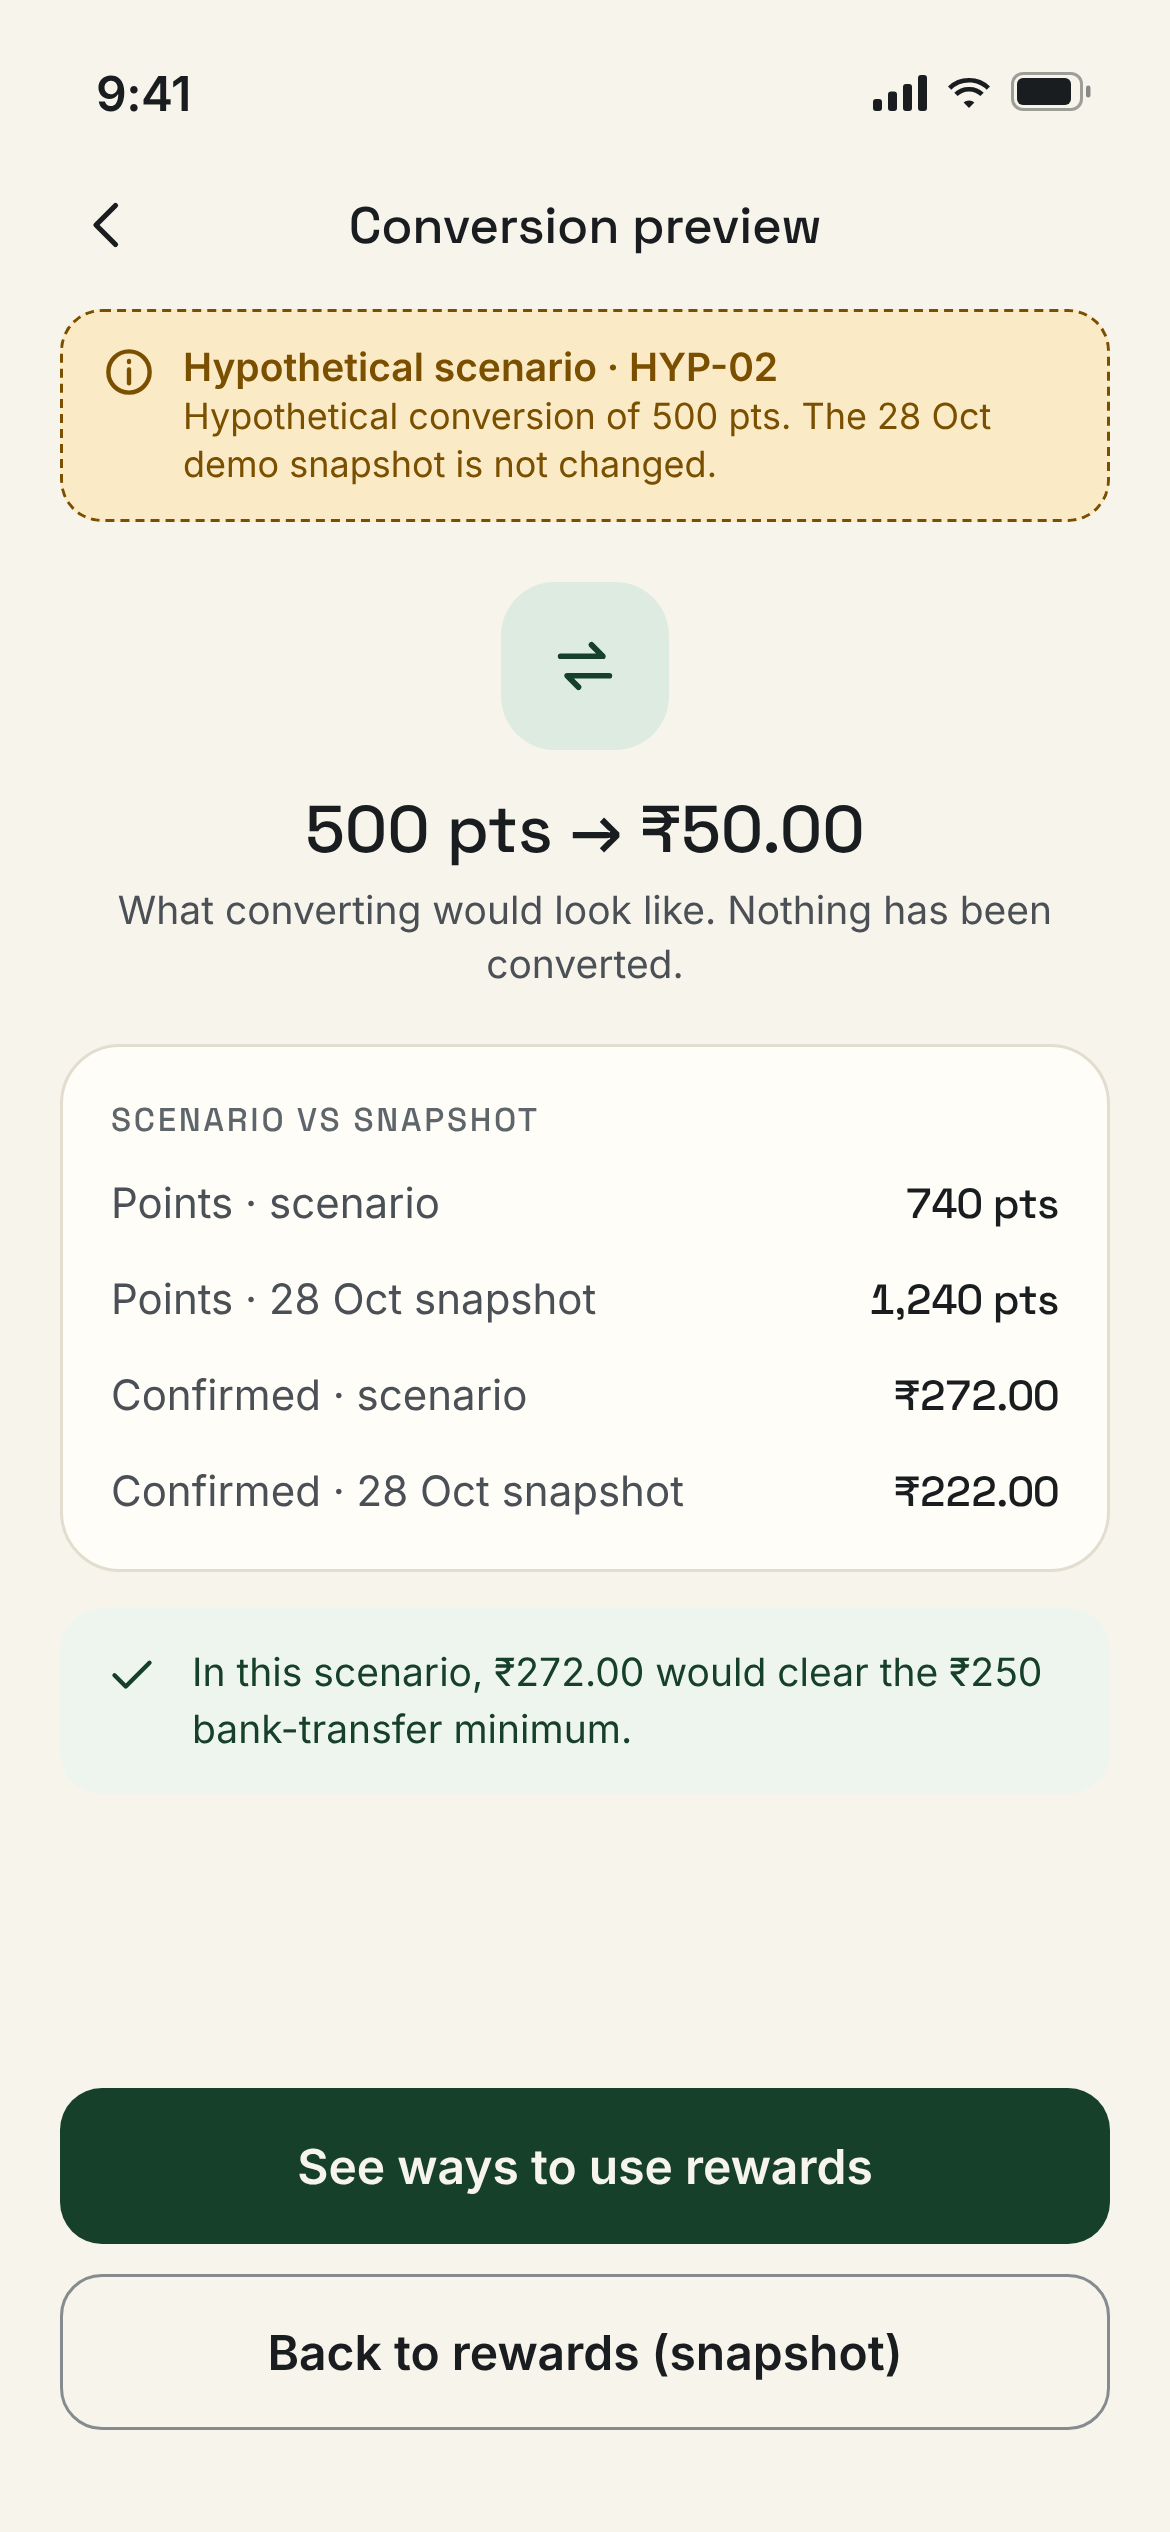 9:41
Conversion preview
Hypothetical scenario · HYP-02
Hypothetical conversion of 500 pts. The 28 Oct
demo snapshot is not changed.
500 pts → ₹50.00
What converting would look like. Nothing has been
converted.
SCENARIO VS SNAPSHOT
Points · scenario 740 pts
Points · 28 Oct snapshot 1,240 pts
Confirmed · scenario ₹272.00
Confirmed · 28 Oct snapshot ₹222.00
In this scenario, ₹272.00 would clear the ₹250
bank-transfer minimum.
See ways to use rewards
Back to rewards (snapshot)